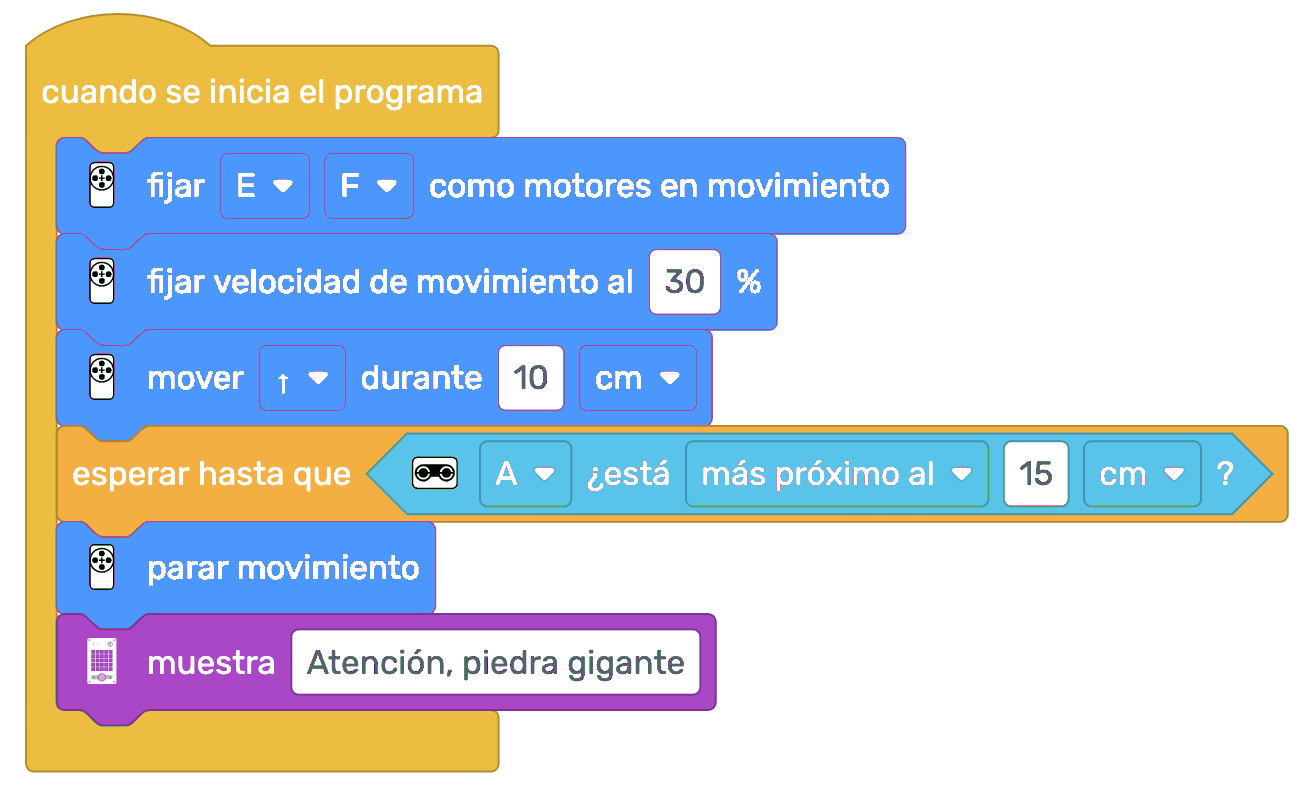 cuando se inicia el programa
fijar E F como motores en movimiento
fijar velocidad de movimiento al 30 %
mover ↑ durante 10 cm
esperar hasta que A ¿está más próximo al 15 cm ?
parar movimiento
muestra Atención, piedra gigante